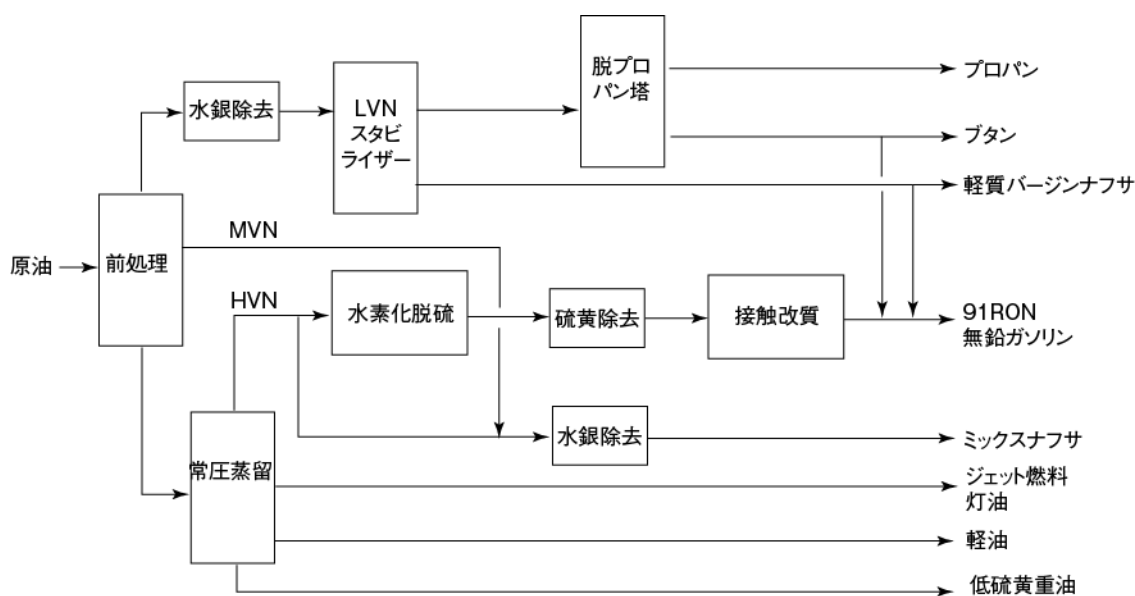 脱プロ
パン塔
プロパン
水銀除去
LVN
スタビ
ライザー
ブタン
軽質バージンナフサ
MVN
原油
前処理
HVN
水素化脱硫
硫黄除去
接触改質
91RON
無鉛ガソリン
水銀除去
ミックスナフサ
常圧蒸留
ジェット燃料
灯油
軽油
低硫黄重油